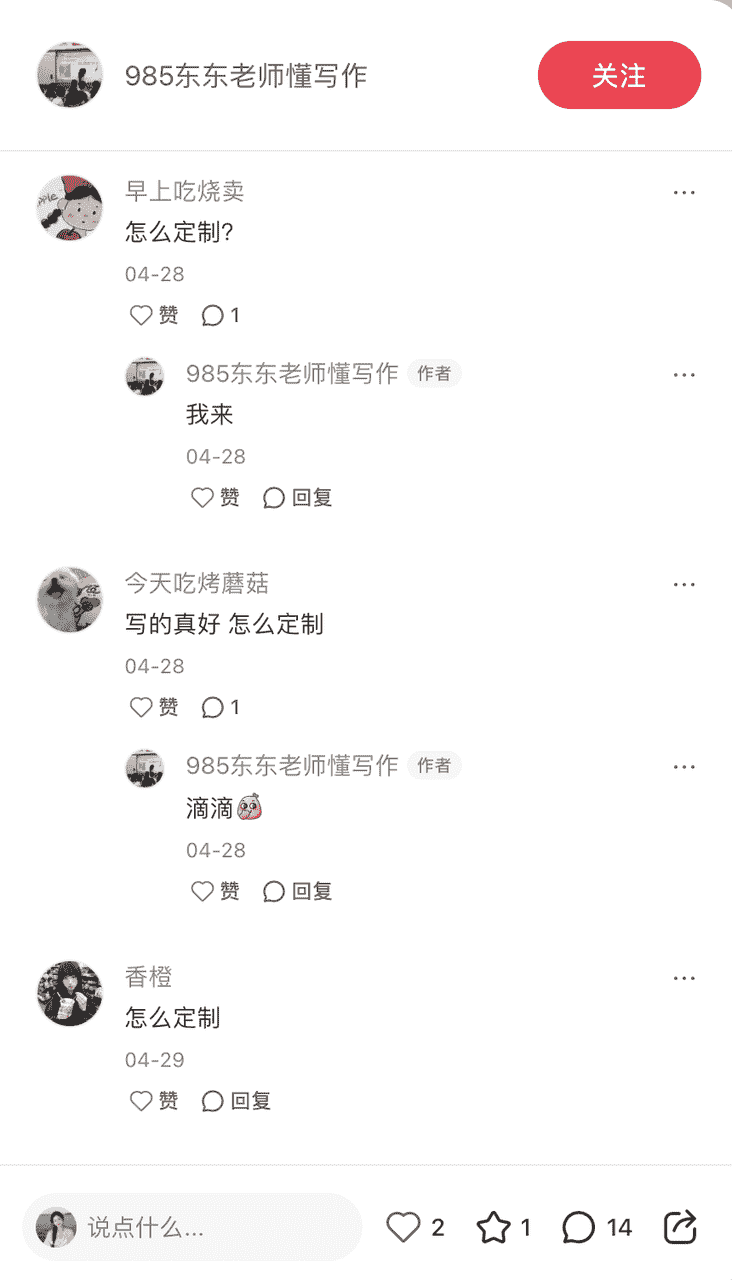 985东东老师懂写作
关注
早上吃烧卖
怎么定制?
04-28
赞 1
985东东老师懂写作 作者
我来
04-28
赞 回复
今天吃烤蘑菇
写的真好 怎么定制
04-28
赞 1
985东东老师懂写作 作者
滴滴
04-28
赞 回复
香橙
怎么定制
04-29
赞 回复
说点什么... 2 1 14